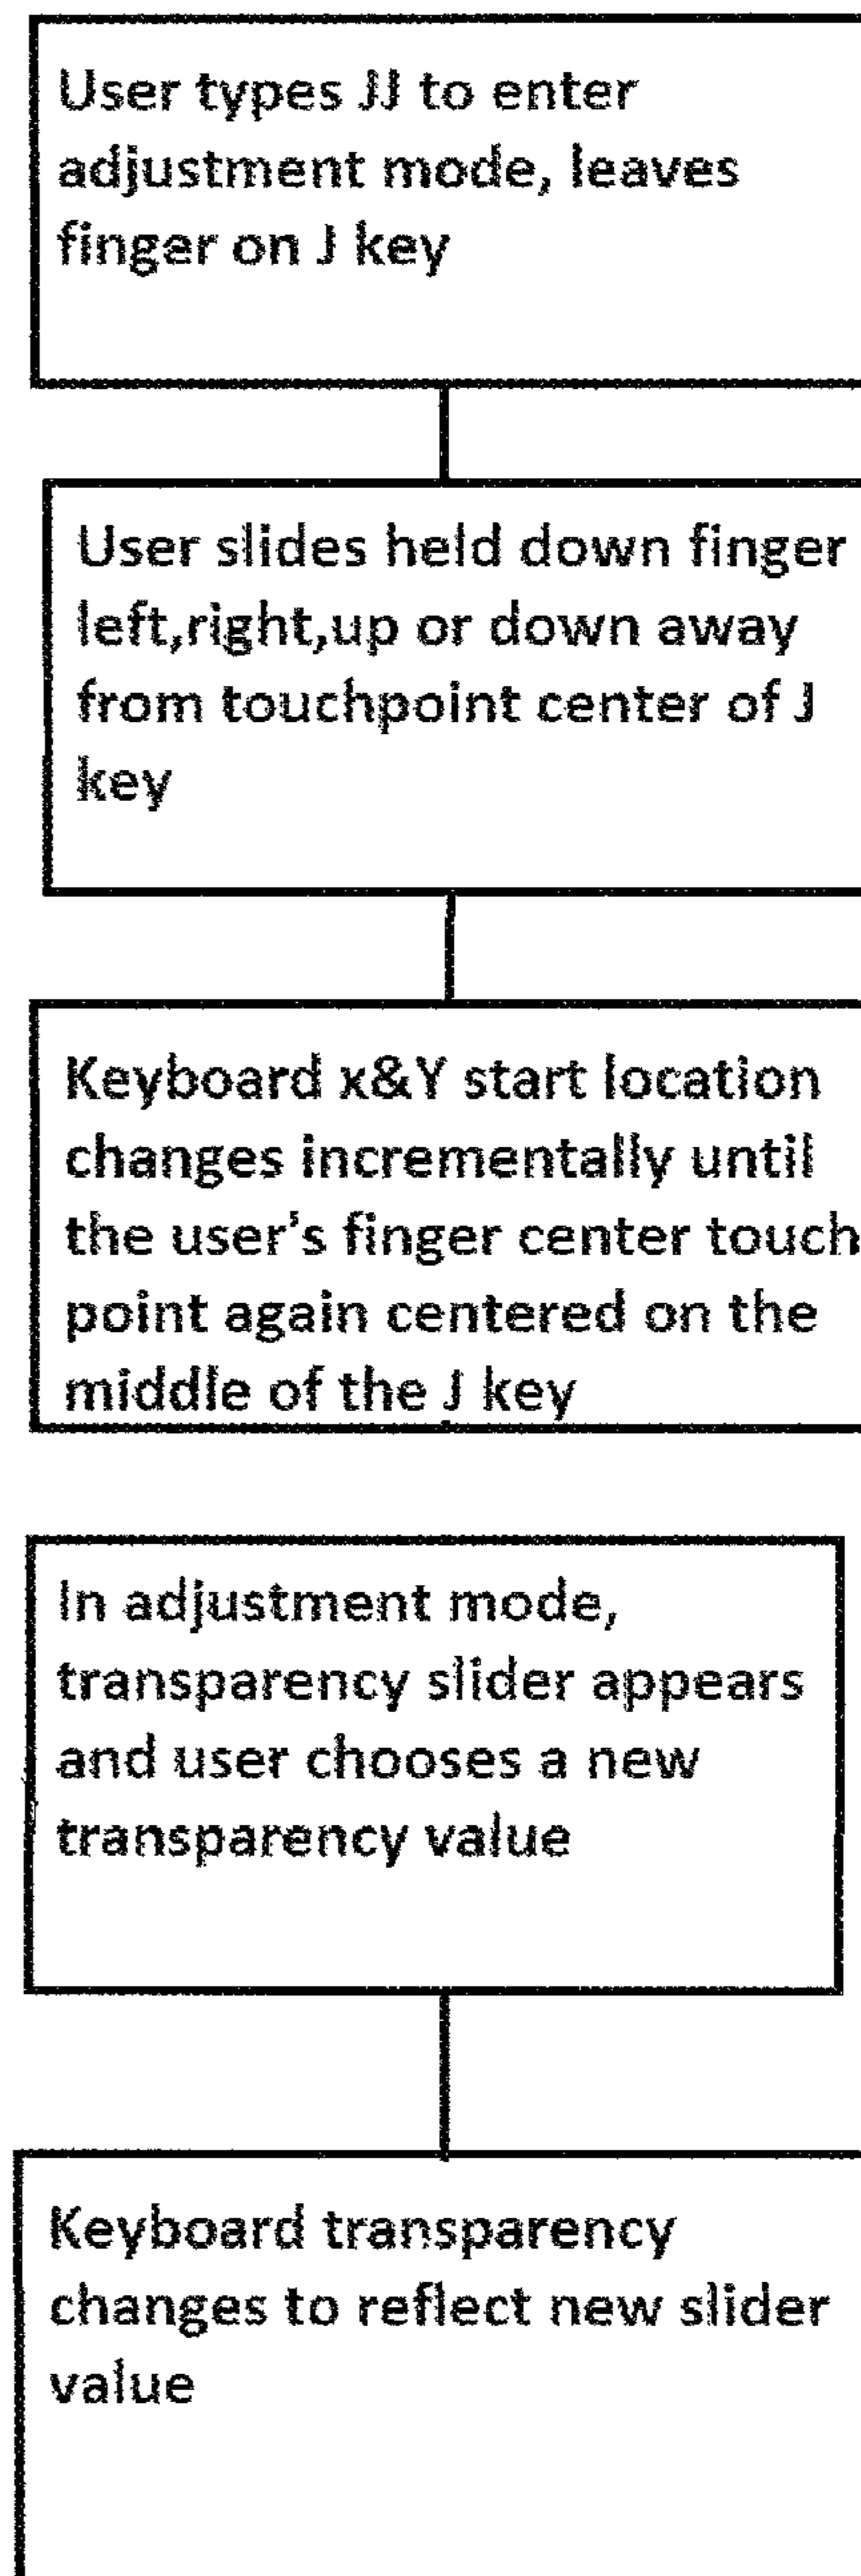 User types JJ to enter
adjustment mode, leaves
finger on J key
User slides held down finger
left,right,up or down away
from touchpoint center of J
key
Keyboard x&Y start location
changes incrementally until
the user's finger center touch
point again centered on the
middle of the J key
In adjustment mode,
transparency slider appears
and user chooses a new
transparency value
Keyboard transparency
changes to reflect new slider
value